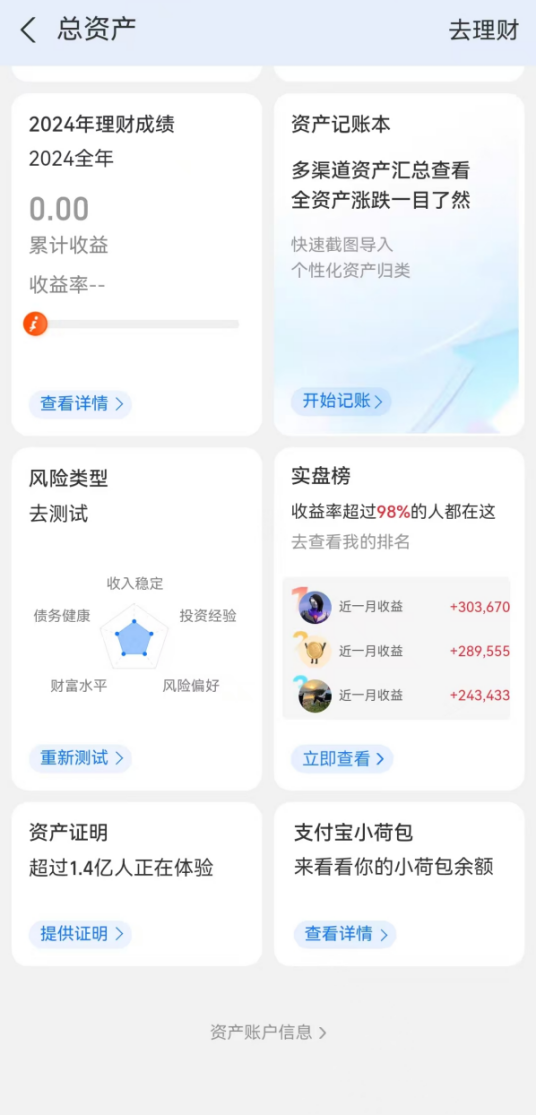 总资产
去理财
2024年理财成绩
2024全年
0.00
累计收益
收益率--
查看详情
资产记账本
多渠道资产汇总查看
全资产涨跌一目了然
快速截图导入
个性化资产归类
开始记账
风险类型
去测试
收入稳定
债务健康
投资经验
财富水平
风险偏好
重新测试
实盘榜
收益率超过98%的人都在这
去查看我的排名
近一月收益 +303,670
近一月收益 +289,555
近一月收益 +243,433
立即查看
资产证明
超过1.4亿人正在体验
提供证明
支付宝小荷包
来看看你的小荷包余额
查看详情
资产账户信息